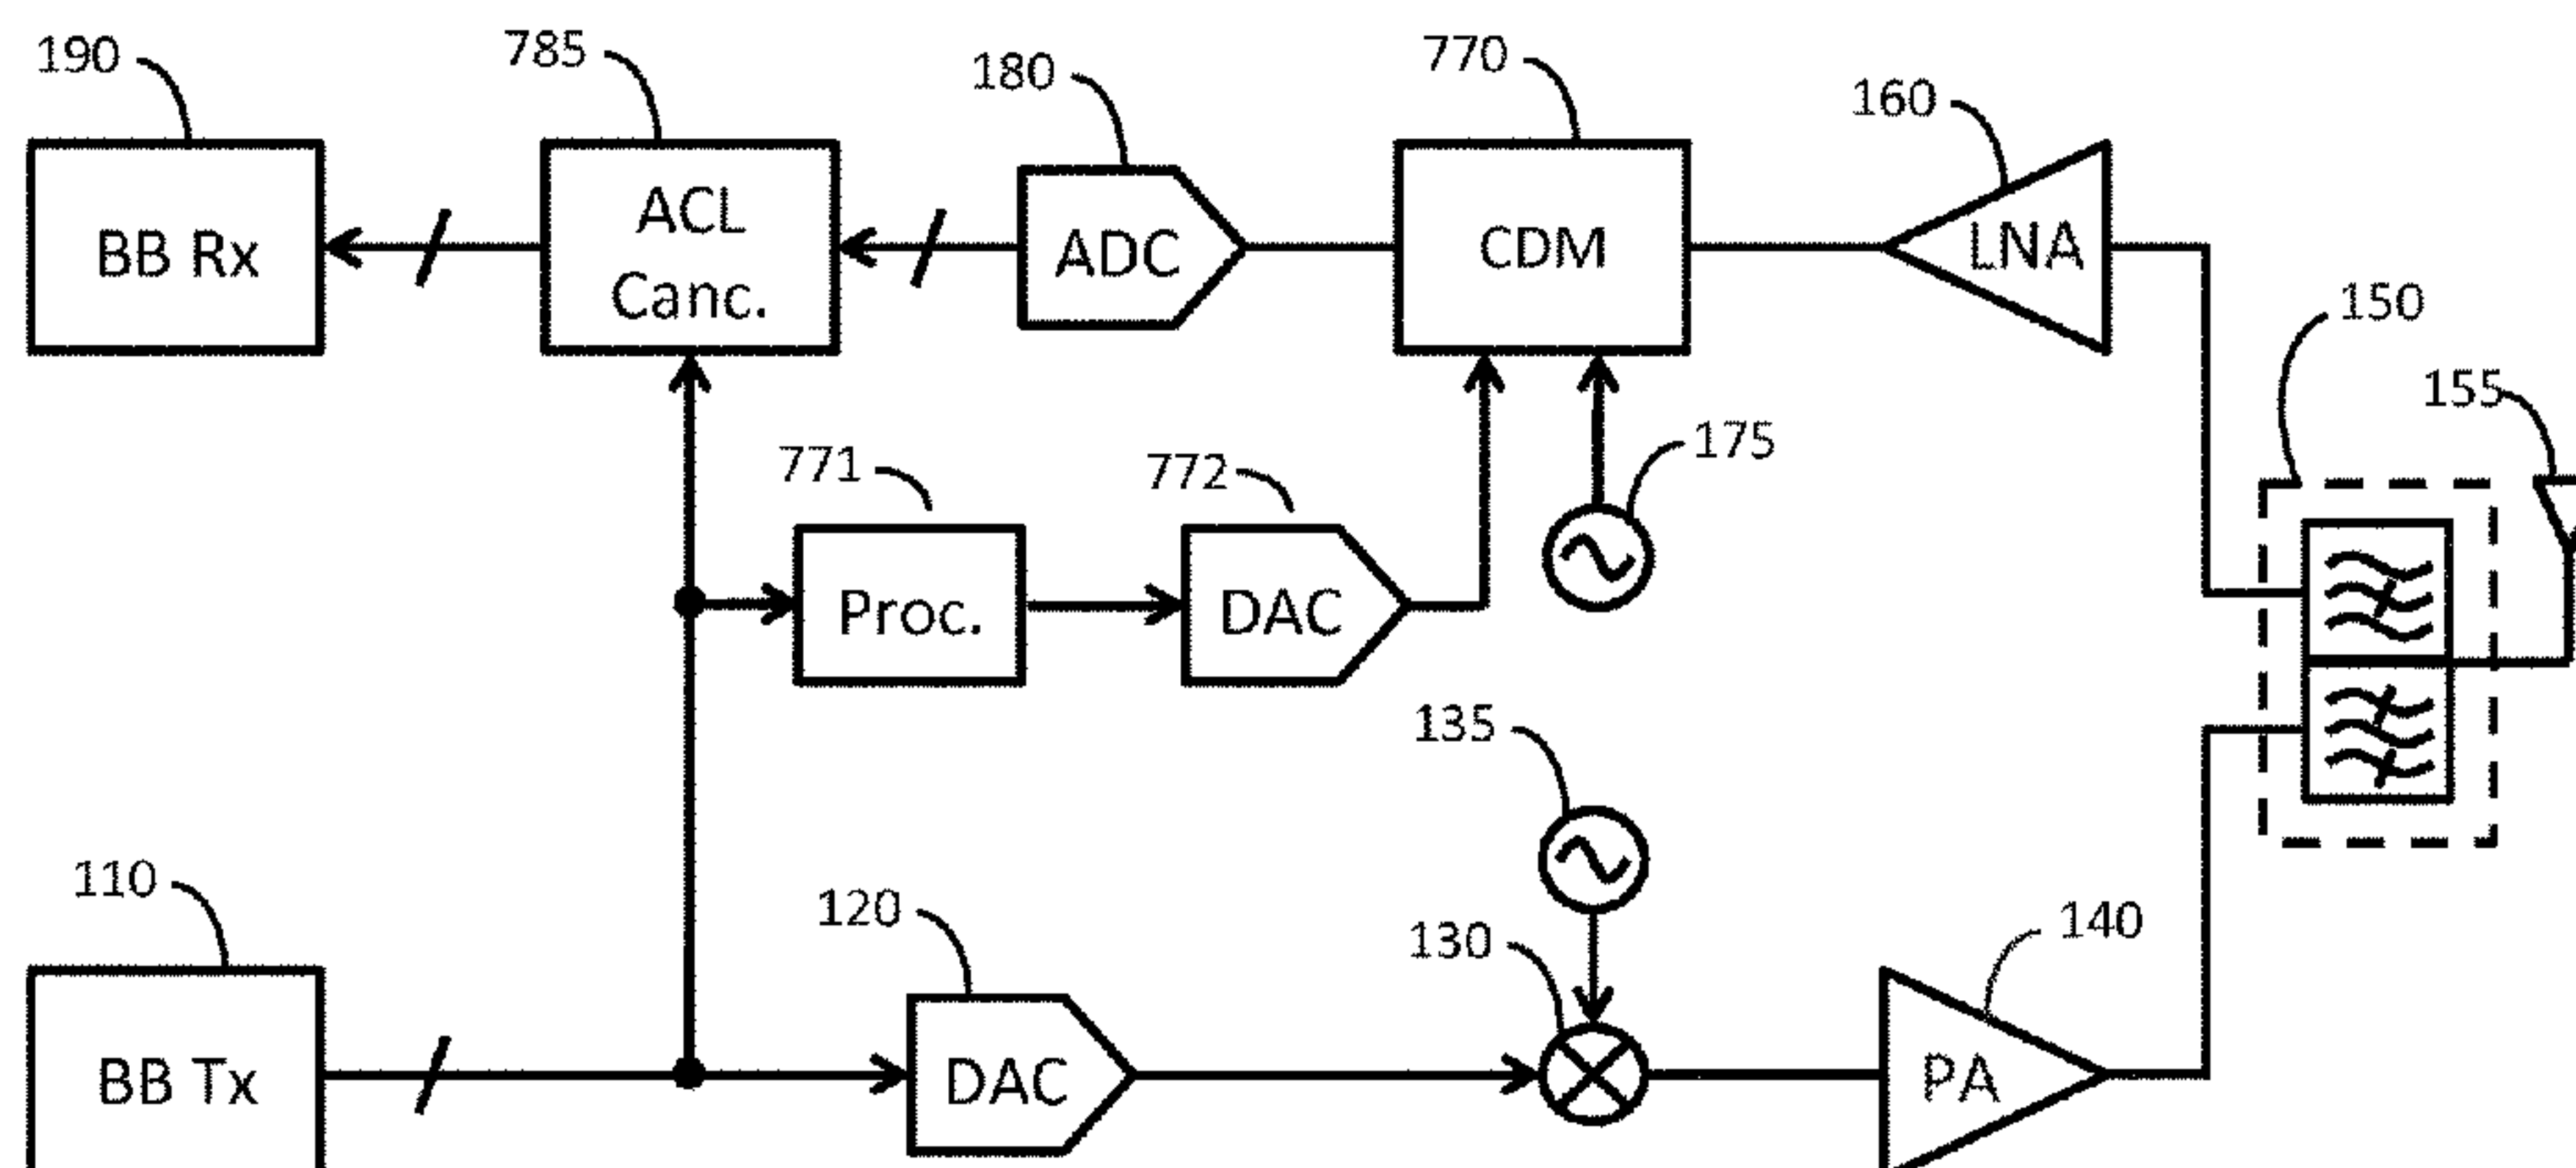 190
785
180
770
160
BB Rx
ACL
Canc.
ADC
CDM
LNA
150
155
175
771
772
Proc.
DAC
135
110
120
130
140
BB Tx
DAC
PA